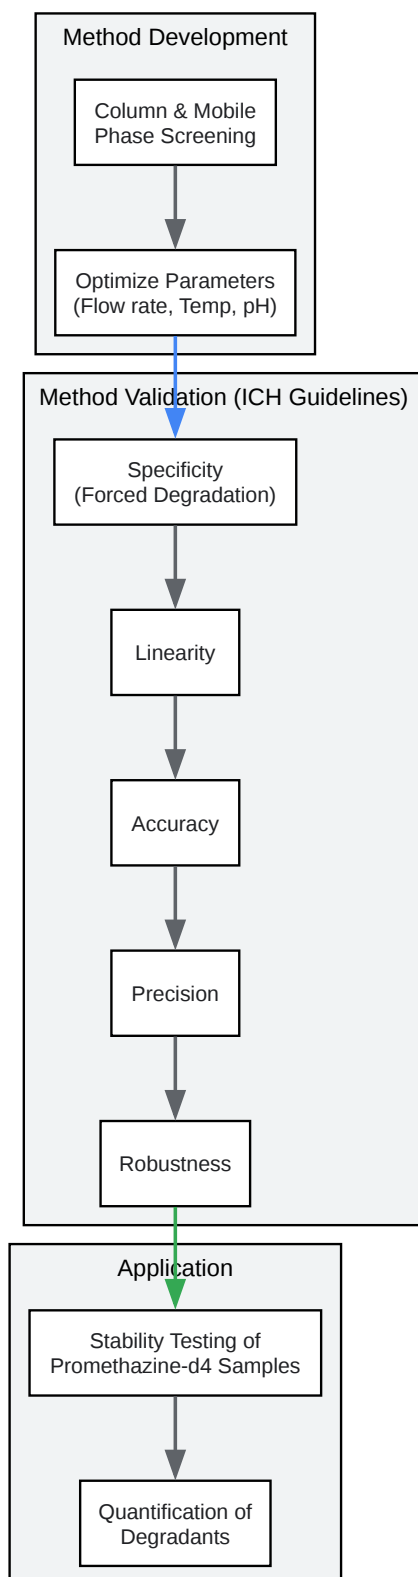 Method Development
Column & Mobile
Phase Screening
Optimize Parameters
(Flow rate, Temp, pH)
Method Validation (ICH Guidelines)
Specificity
(Forced Degradation)
Linearity
Accuracy
Precision
Robustness
Application
Stability Testing of
Promethazine-d4 Samples
Quantification of
Degradants